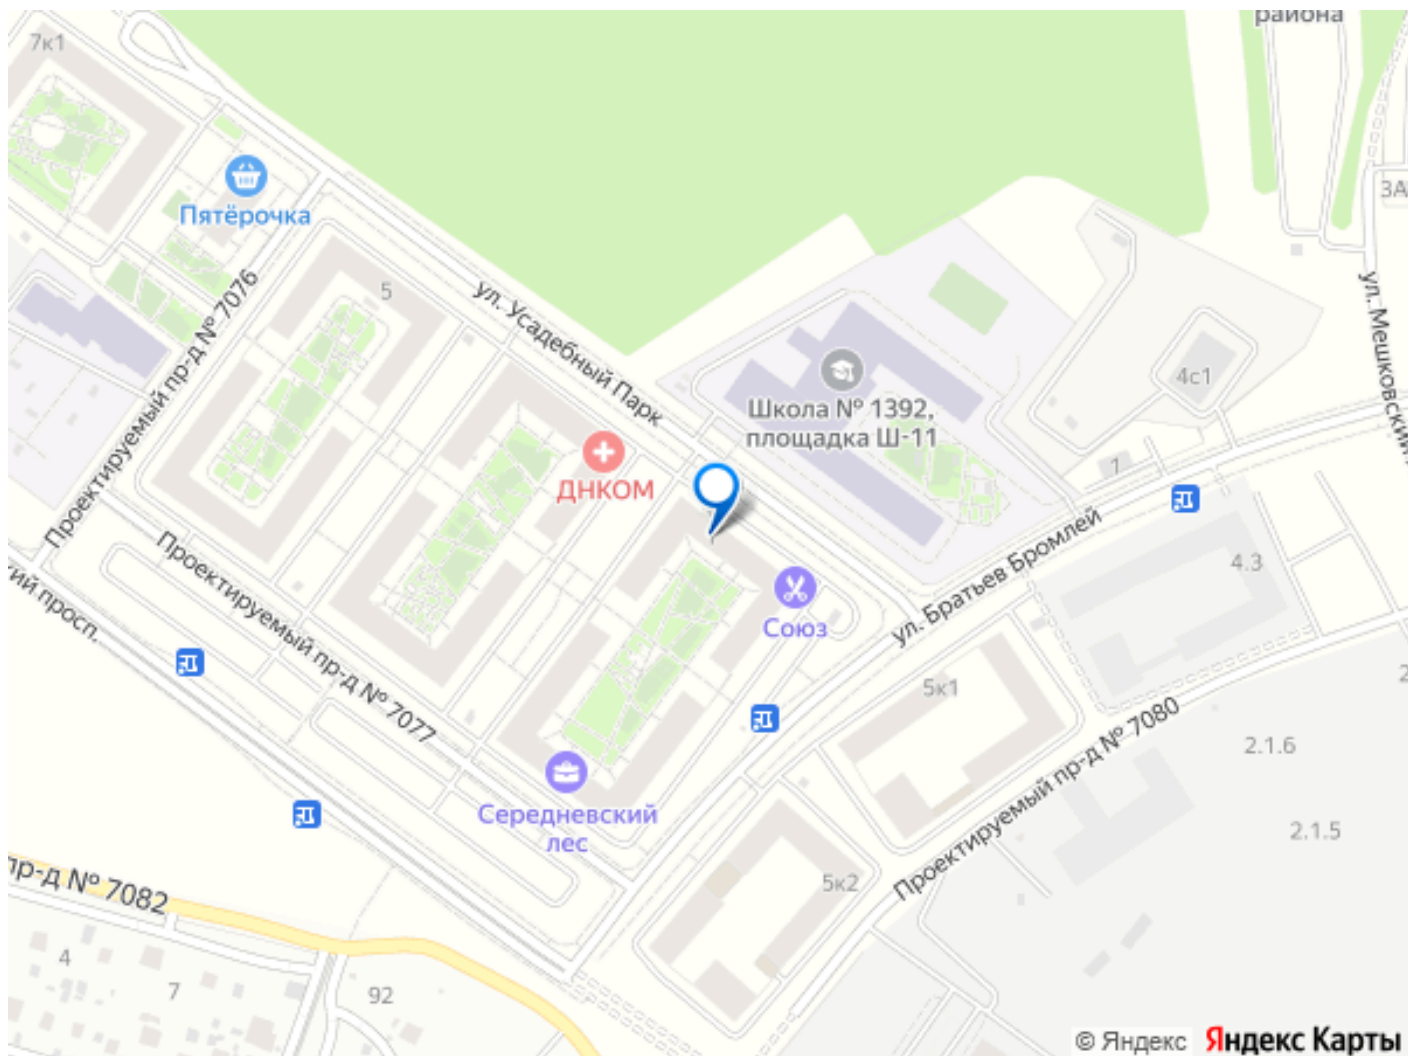 района
7к1
ЗА
Пятёрочка
5
ул. Усадебный Парк
Проектируемый пр-д № 7076
ул. Мешковский
4с1
Школа № 1392,
площадка Ш-11
1
ДНКОМ
ул. Братьев Бромлей
4.3
Проектируемый пр-д № 7077
просп.
Союз
5к1
Проектируемый пр-д № 7080
2.1.6
2.1.5
Середневский
лес
5к2
пр-д № 7082
4
7
92
© Яндекс Яндекс Карты